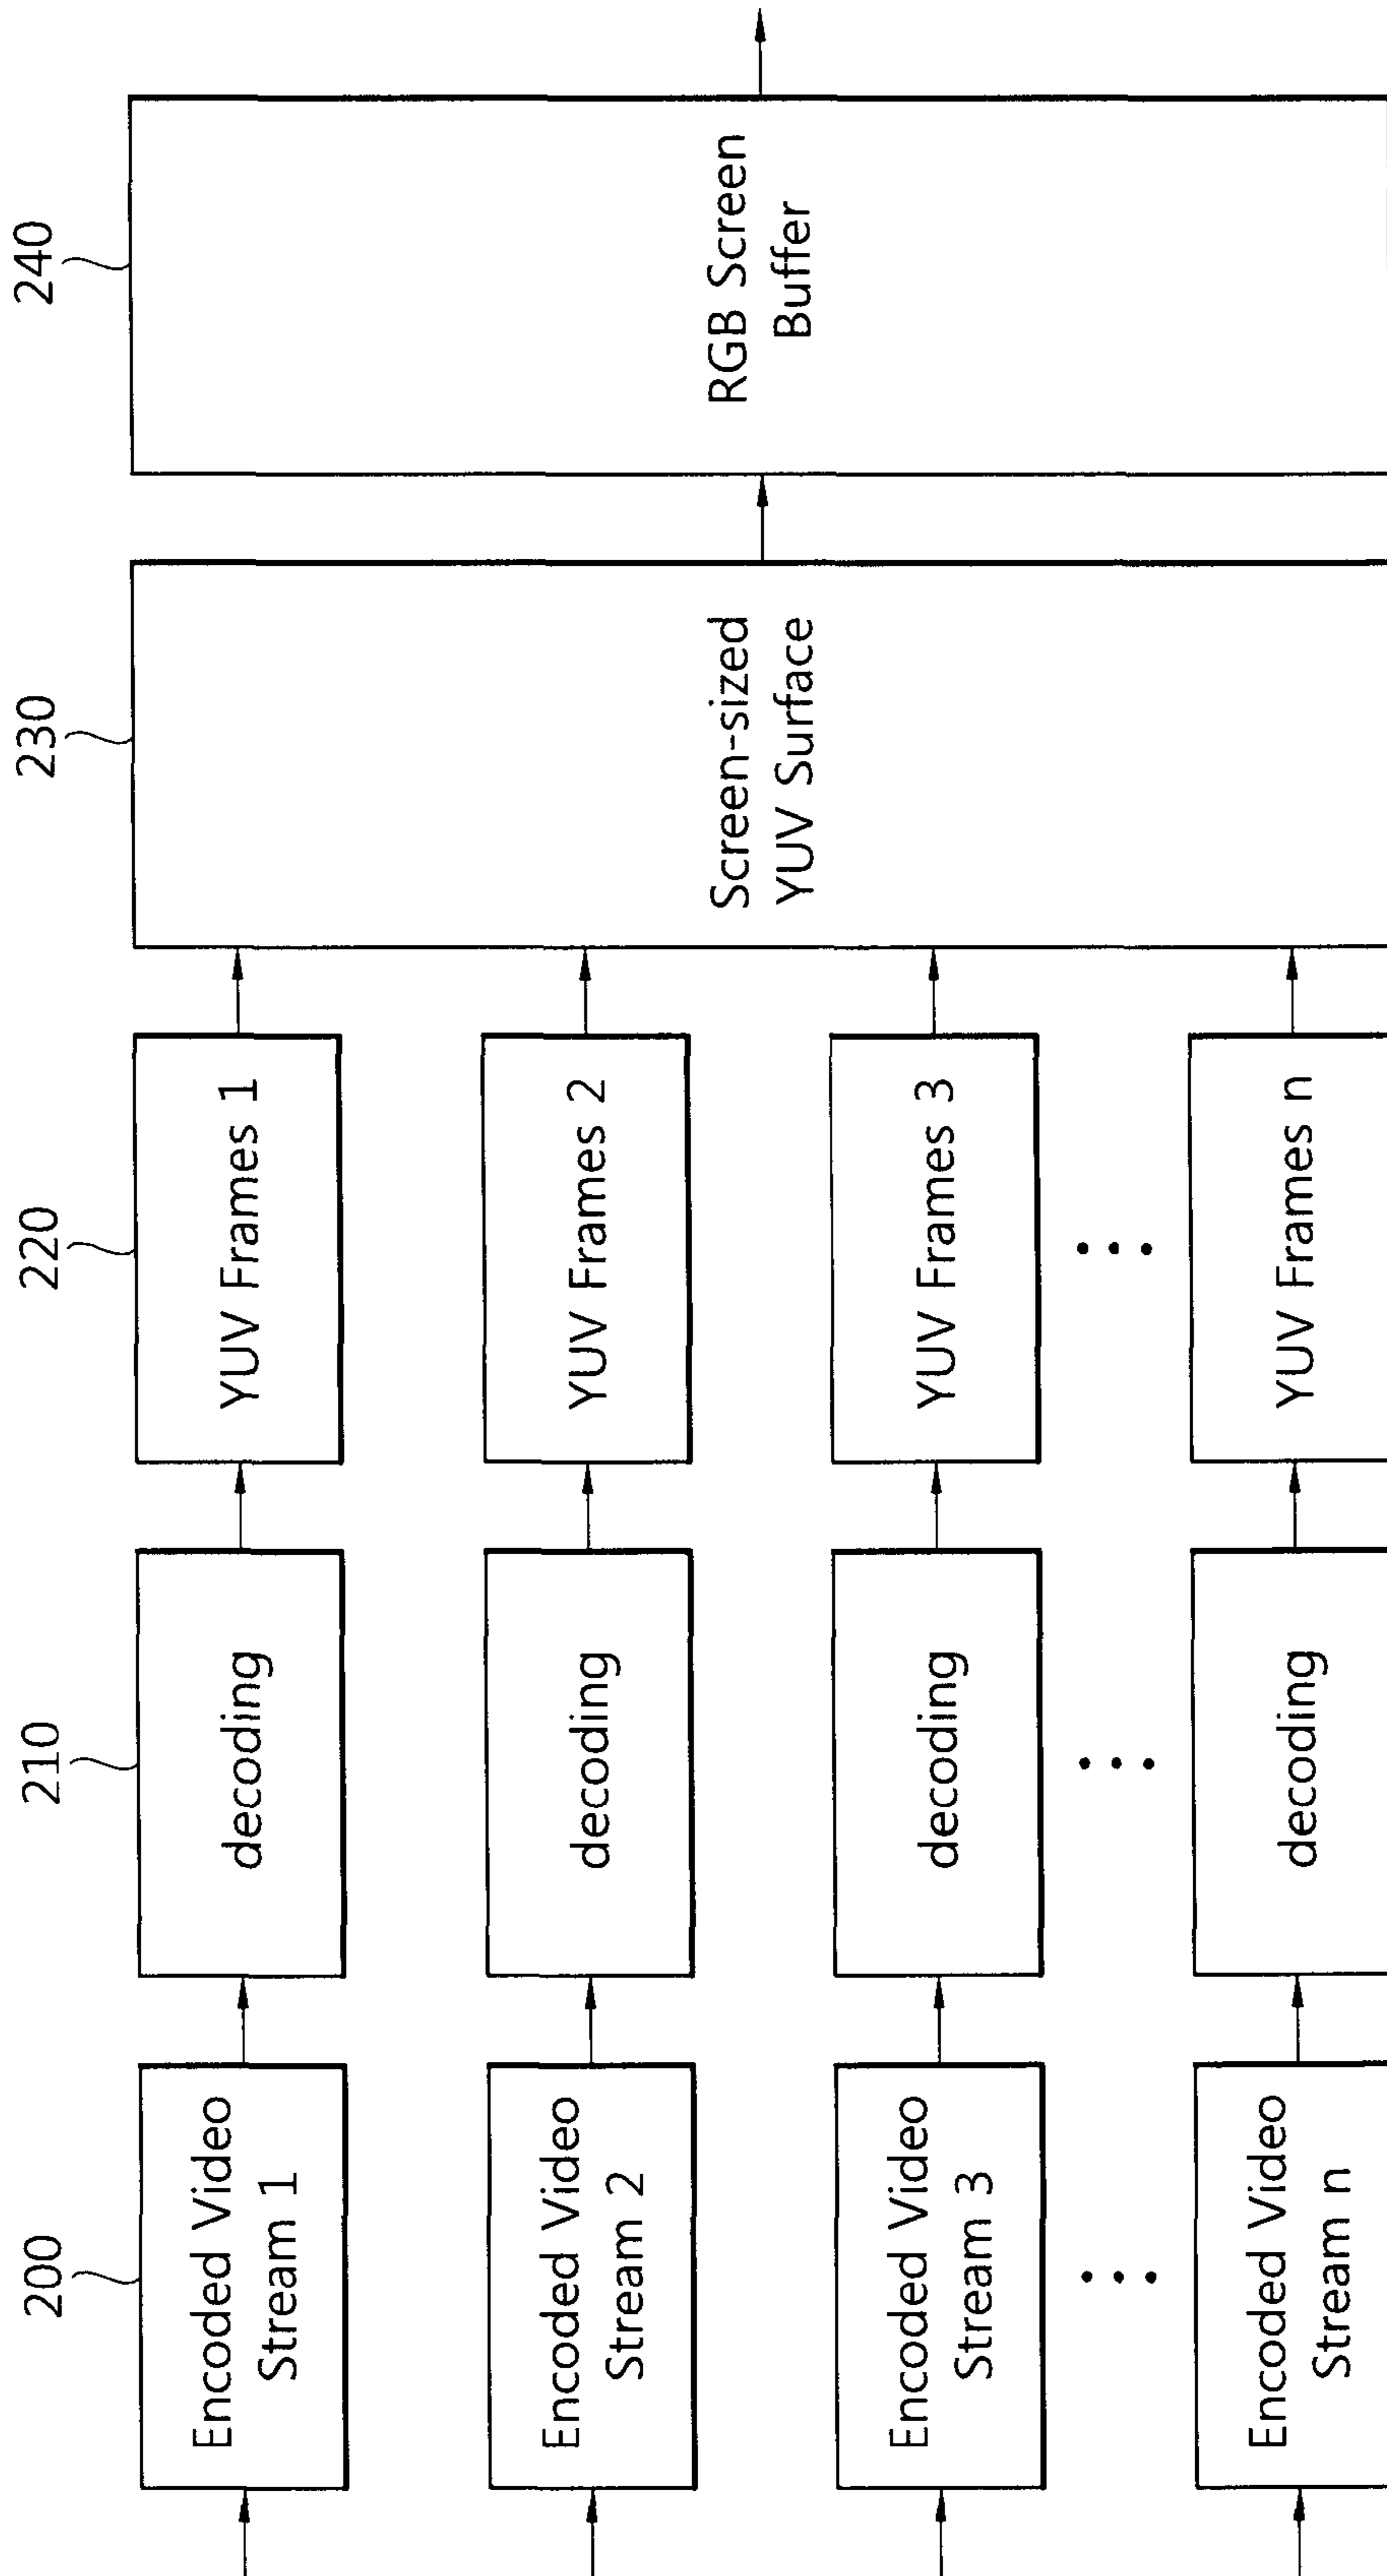 200
210
220
230
240
Encoded Video
Stream 1
decoding
YUV Frames 1
Encoded Video
Stream 2
decoding
YUV Frames 2
Encoded Video
Stream 3
decoding
YUV Frames 3
Encoded Video
Stream n
decoding
YUV Frames n
Screen-sized
YUV Surface
RGB Screen
Buffer